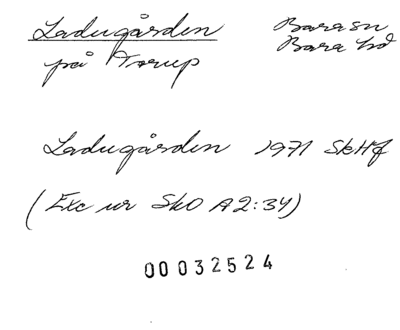 Ladugården
på Torup
Bara sn
Bara hd
Ladugården 1971 SkHf
(Exc ur SkO A2:34)
00032524